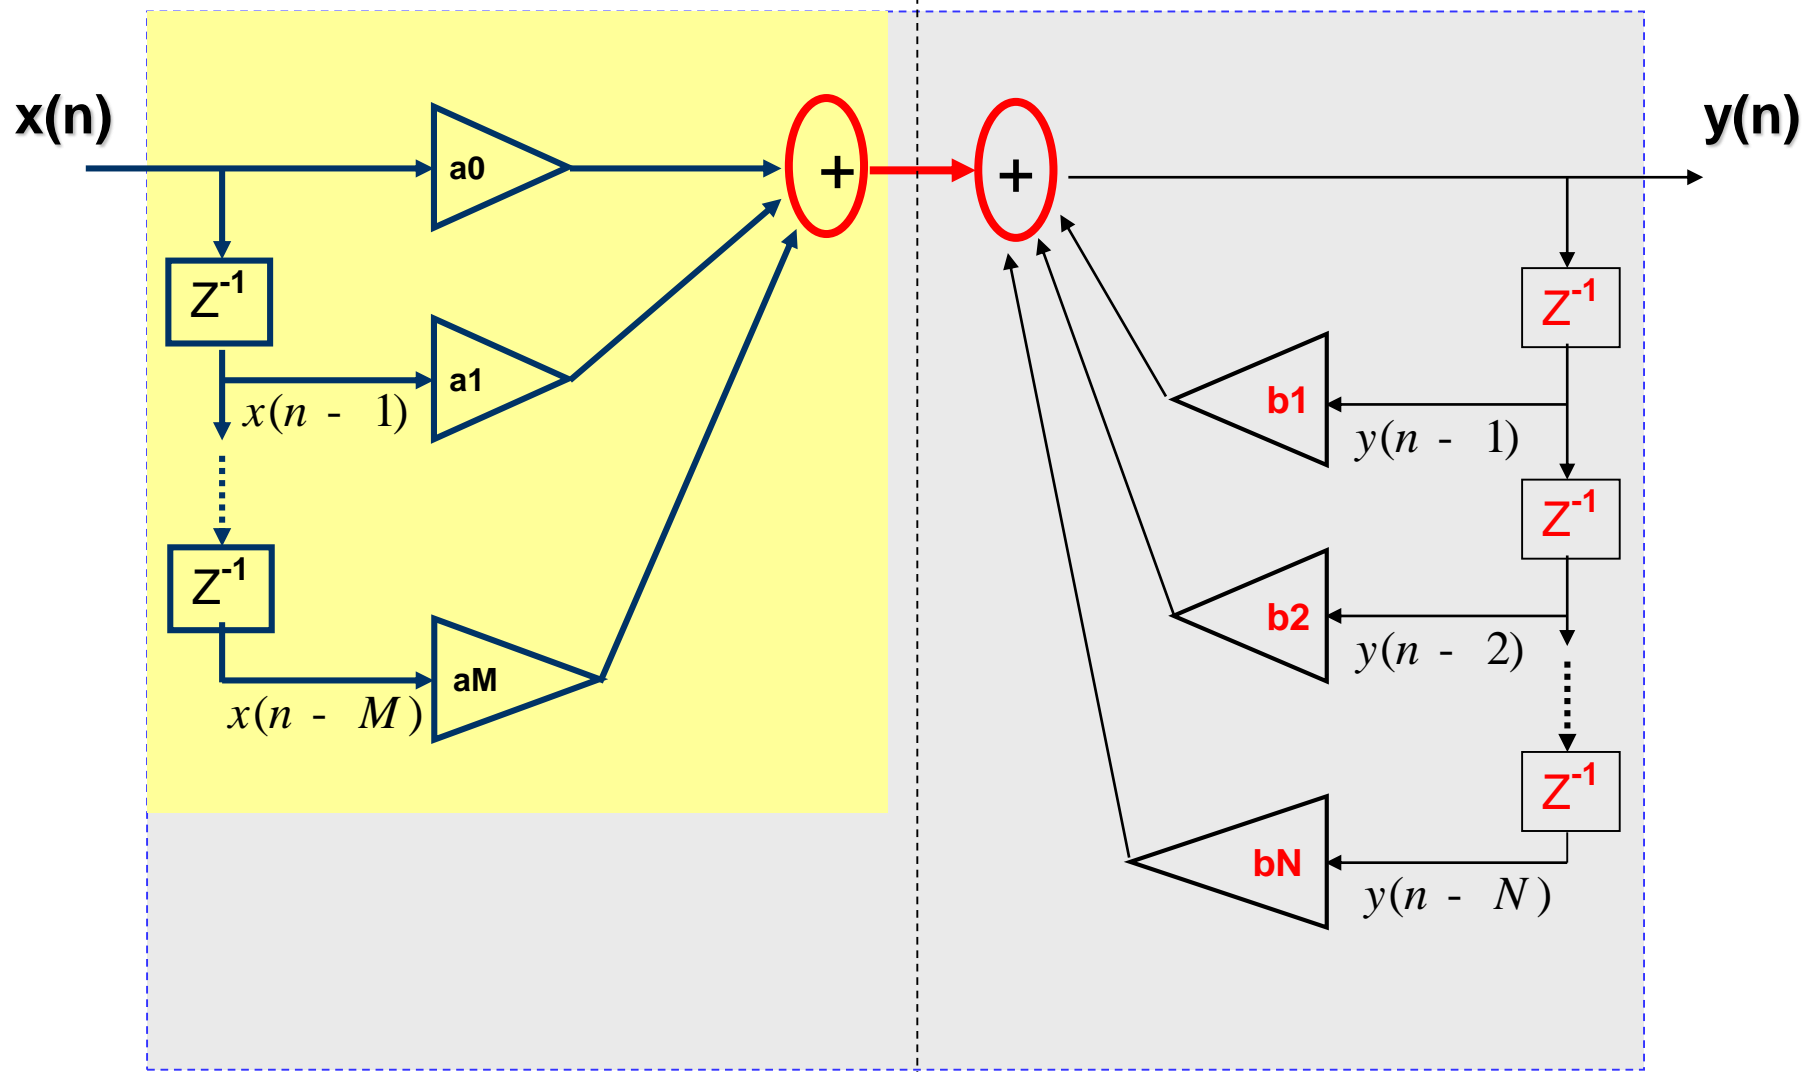 x(n)
y(n)
a0
+
+
Z-1
Z-1
a1
x(n - 1)
b1
y(n - 1)
Z-1
Z-1
b2
y(n - 2)
aM
x(n - M)
Z-1
bN
y(n - N)